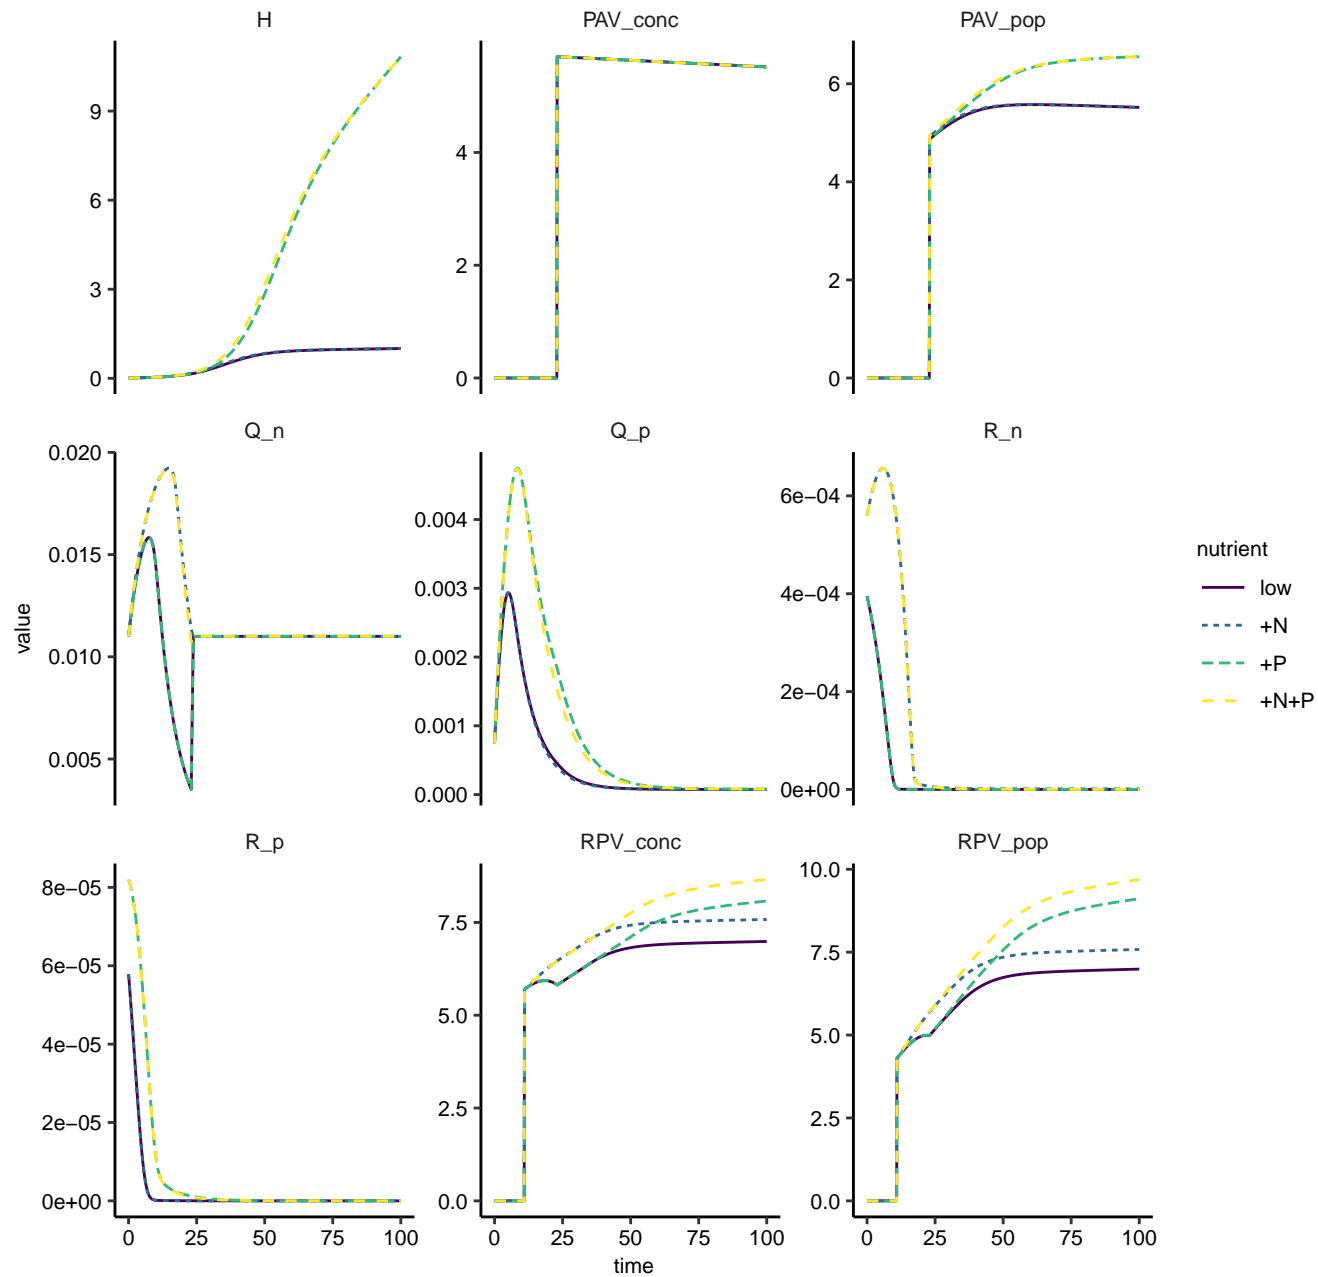 H
PAV_conc
PAV_pop
9
6
3
0
4
2
0
6
4
2
0
Q_n
Q_p
R_n
0.020
0.015
0.010
0.005
0.004
0.003
0.002
0.001
0.000
6e−04
4e−04
2e−04
0e+00
value
nutrient
low
+N
+P
+N+P
R_p
RPV_conc
RPV_pop
8e−05
6e−05
4e−05
2e−05
0e+00
7.5
5.0
2.5
0.0
10.0
7.5
5.0
2.5
0.0
0 25 50 75 100
0 25 50 75 100
0 25 50 75 100
time